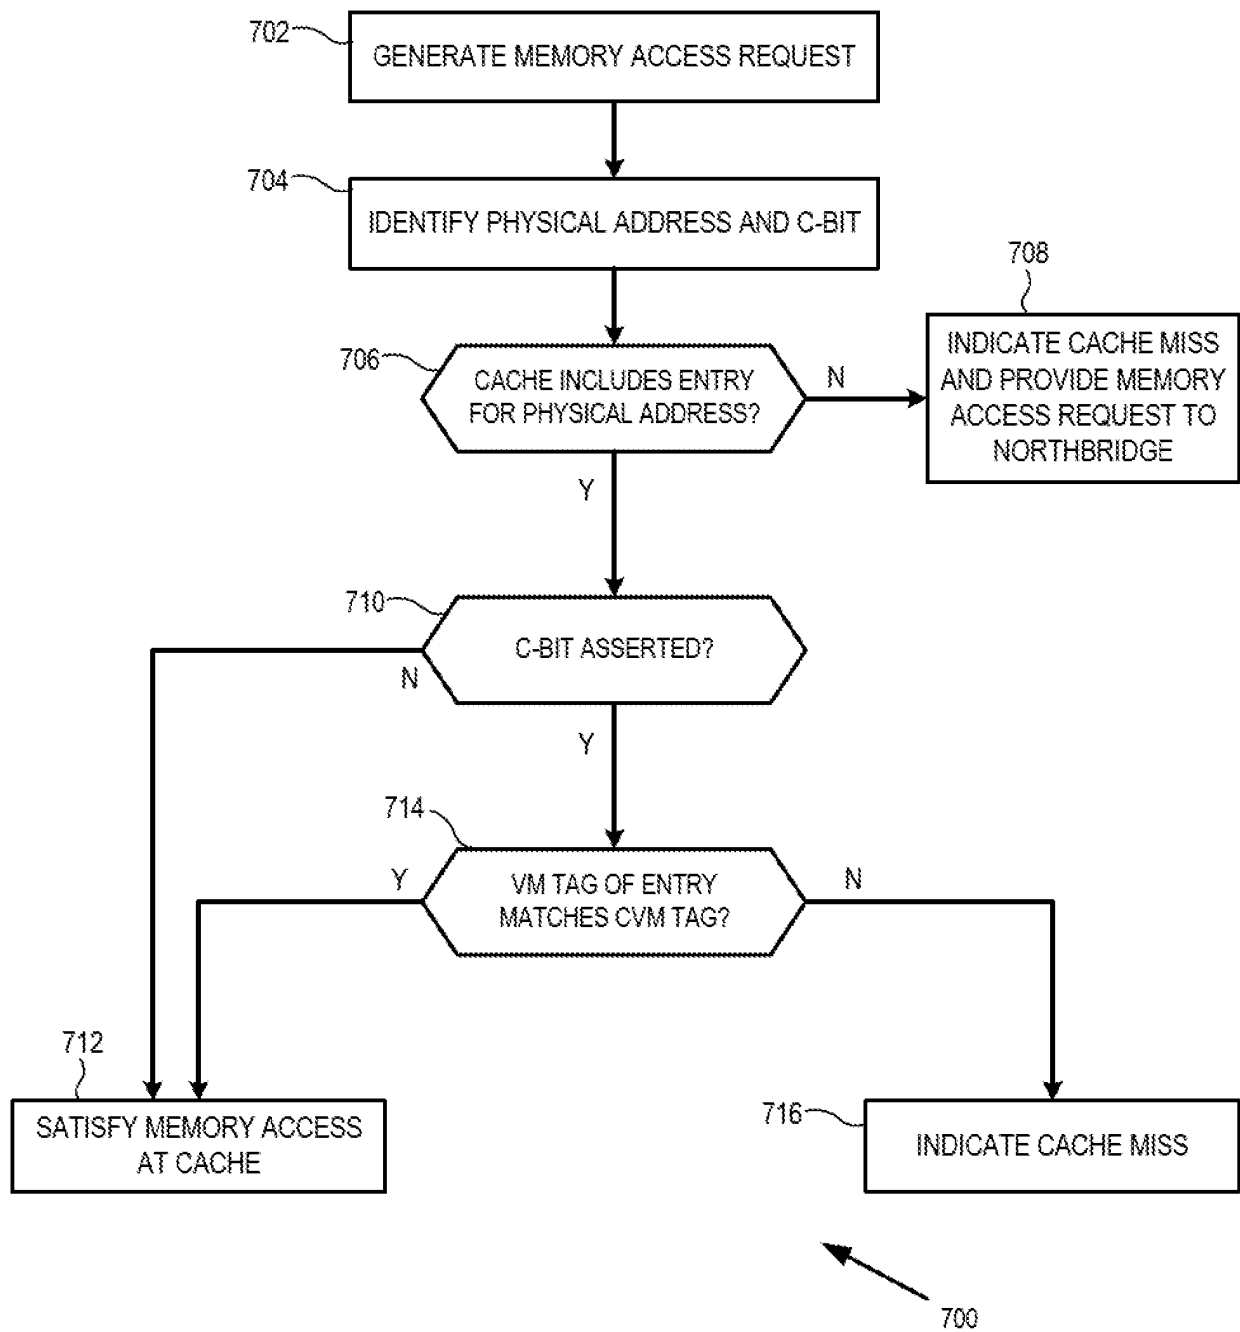 702
GENERATE MEMORY ACCESS REQUEST
704
IDENTIFY PHYSICAL ADDRESS AND C-BIT
708
INDICATE CACHE MISS
AND PROVIDE MEMORY
ACCESS REQUEST TO
NORTHBRIDGE
706
CACHE INCLUDES ENTRY
FOR PHYSICAL ADDRESS?
N
Y
710
C-BIT ASSERTED?
N
Y
714
VM TAG OF ENTRY
MATCHES CVM TAG?
Y
N
712
SATISFY MEMORY ACCESS
AT CACHE
716
INDICATE CACHE MISS
700